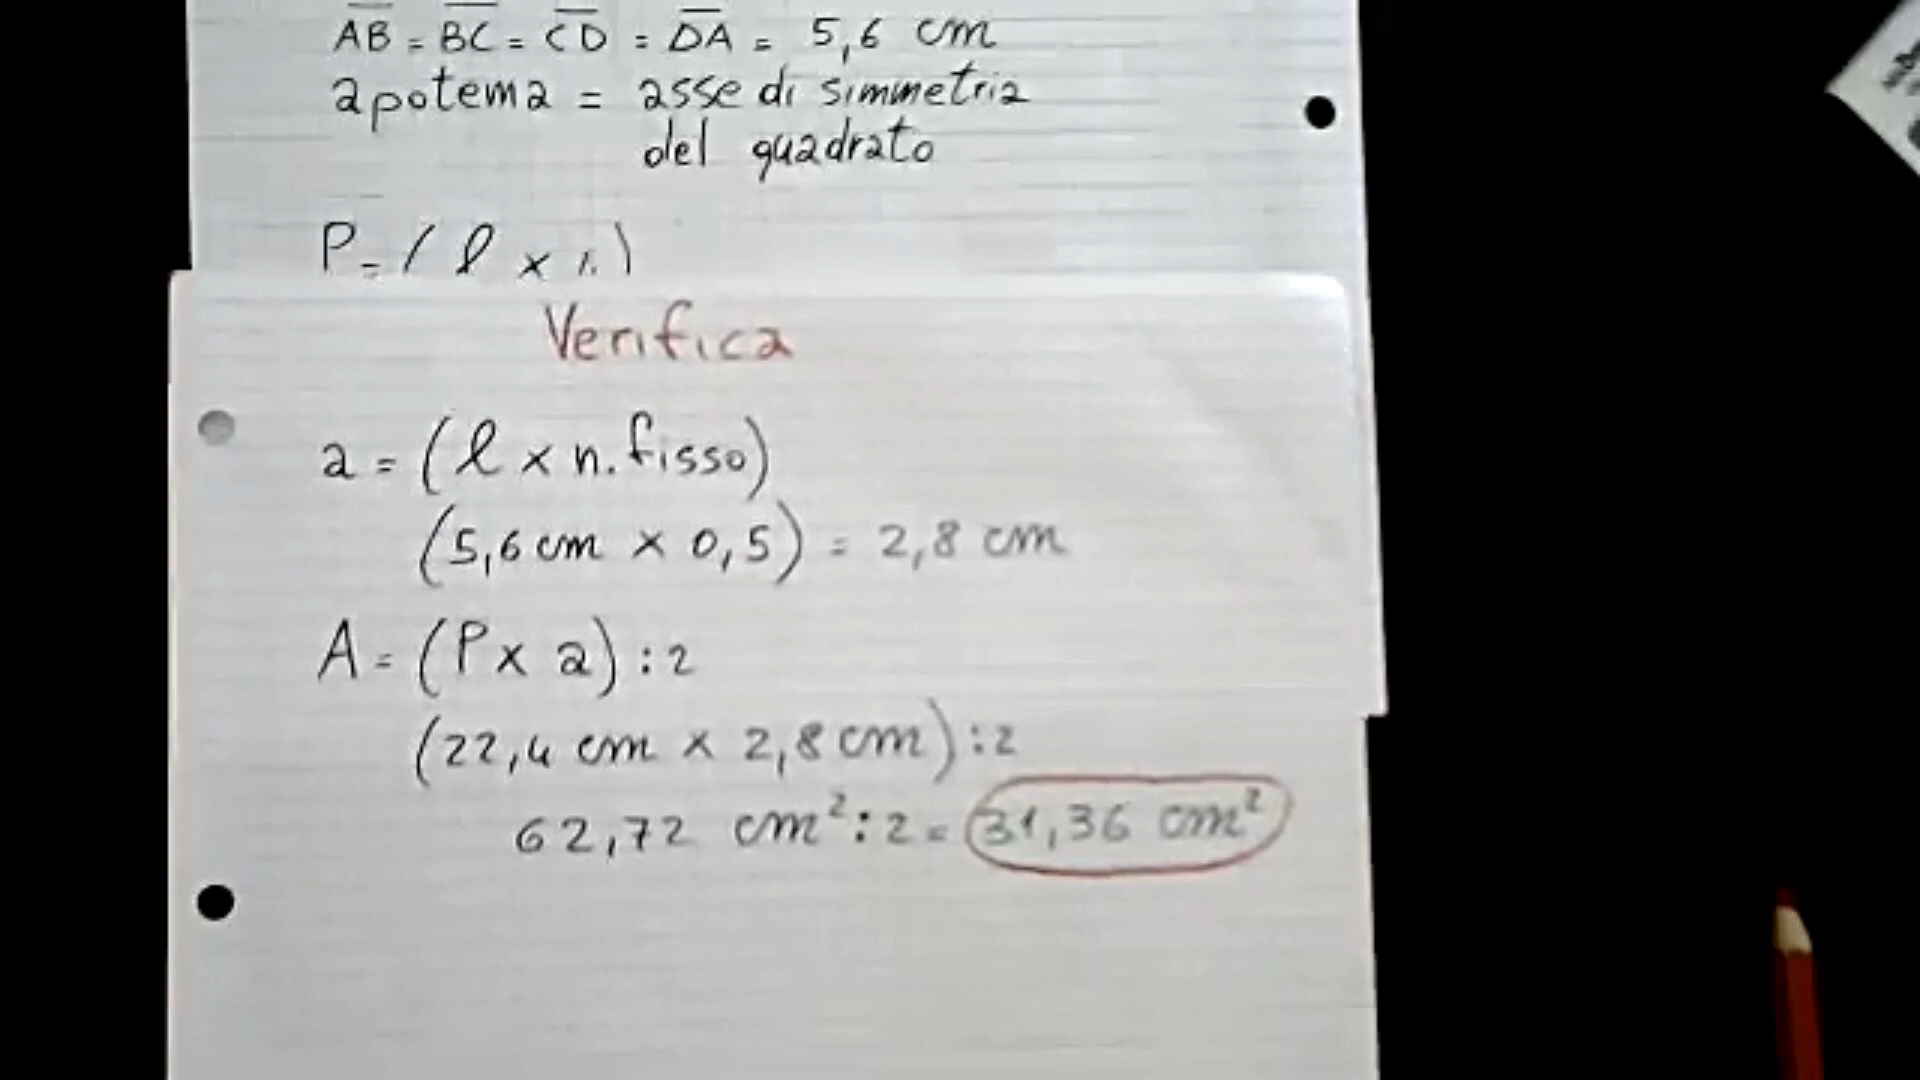 AB = BC = CD = DA = 5,6 cm
apotema = asse di simmetria
del quadrato
P = ( l x
Verifica
a = (l x n. fisso)
(5,6 cm x 0,5) = 2,8 cm
A = (P x a) : 2
(22,4 cm x 2,8 cm) : 2
62,72 cm² : 2 = 31,36 cm²